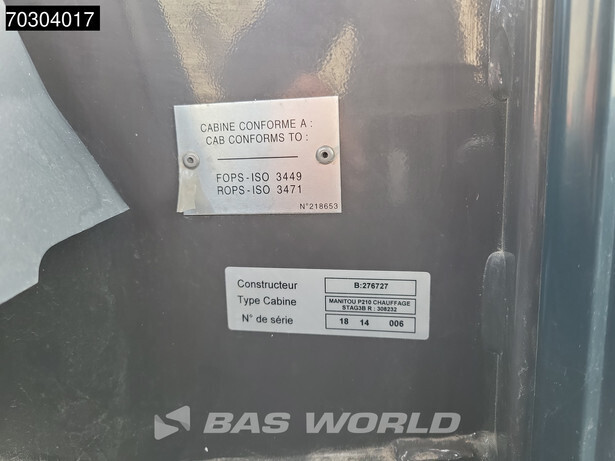 70304017
CABINE CONFORME A :
CAB CONFORMS TO :
FOPS-ISO 3449
ROPS-ISO 3471
N°218653
Constructeur B:276727
Type Cabine MANITOU P210 CHAUFFAGE
STAG3B R : 308232
N° de série 18 14 006
BAS WORLD